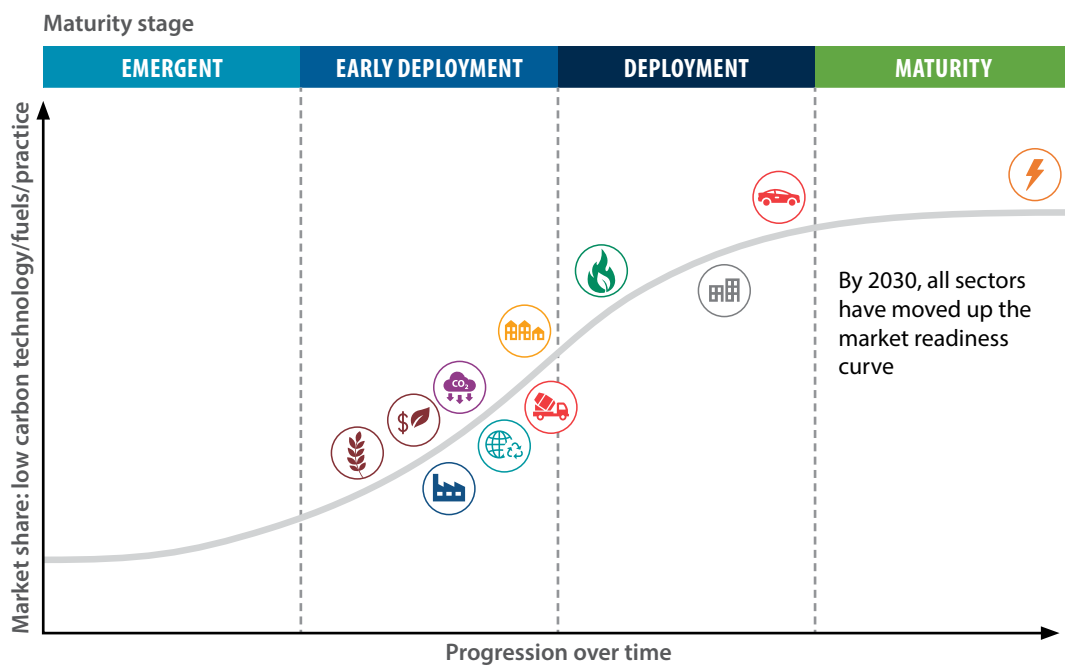 Maturity stage
EMERGENT
EARLY DEPLOYMENT
DEPLOYMENT
MATURITY
Market share: low carbon technology/fuels/practice
$
CO₂
By 2030, all sectors
have moved up the
market readiness
curve
Progression over time